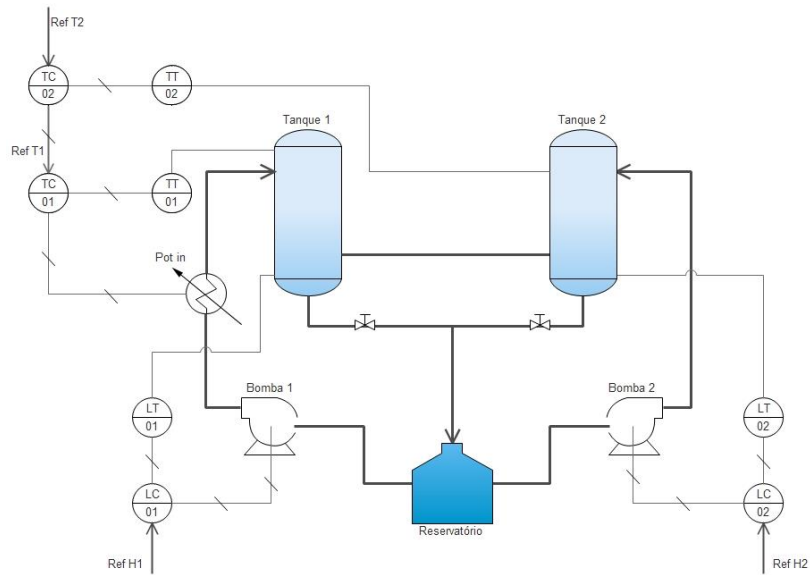 Ref T2
TC
02
TT
02
Tanque 1
Tanque 2
Ref T1
TC
01
TT
01
Pot in
Bomba 1
Bomba 2
LT
01
LT
02
LC
01
LC
02
Reservatório
Ref H1
Ref H2